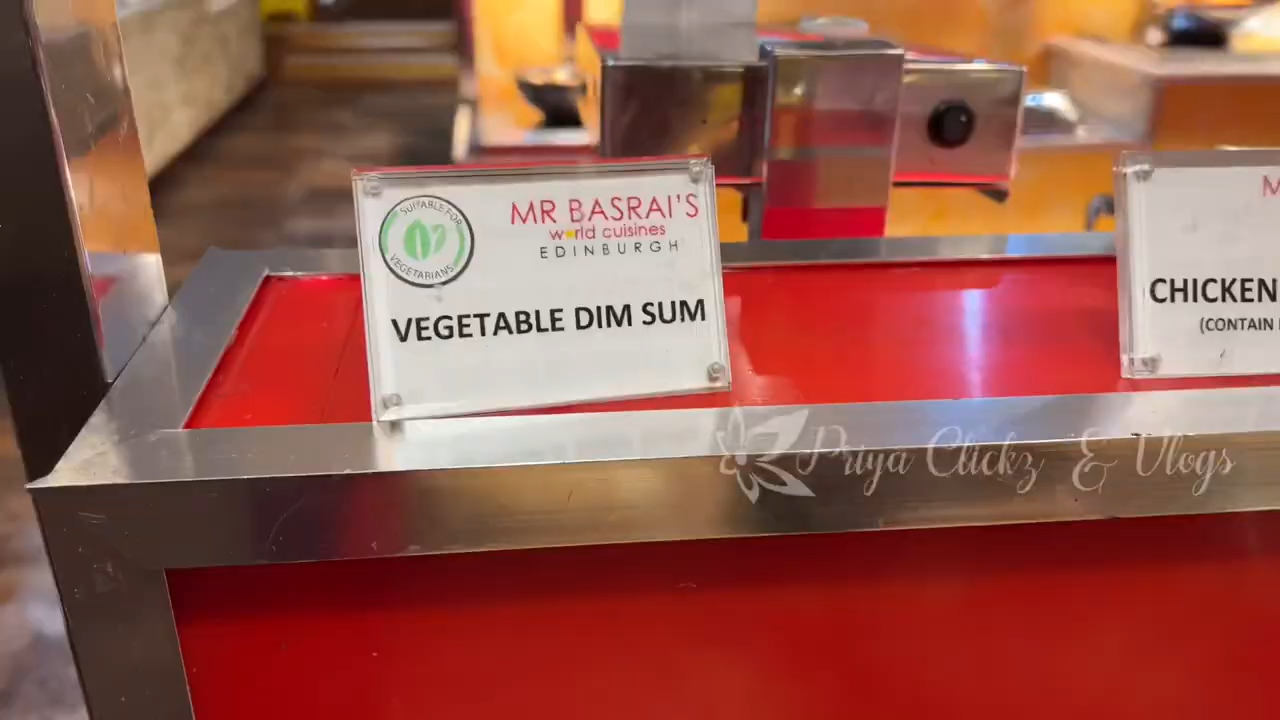 SUITABLE FOR
VEGETARIANS
MR BASRAI'S
world cuisines
EDINBURGH
VEGETABLE DIM SUM
M
CHICKEN
(CONTAIN
Priya Clickz & Vlogs